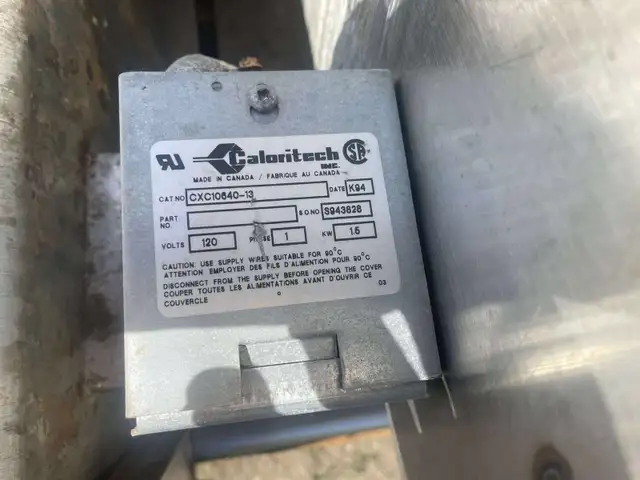 Caloritech INC.
MADE IN CANADA / FABRIQUE AU CANADA
CAT.NO CXC10640-13 DATE K94
PART NO. S.O.NO. S943628
VOLTS 120 PHASE 1 KW 1.5
CAUTION: USE SUPPLY WIRES SUITABLE FOR 90°C
ATTENTION EMPLOYER DES FILS D'ALIMENTION POUR 90°C
DISCONNECT FROM THE SUPPLY BEFORE OPENING THE COVER
COUPER TOUTES LES ALIMENTATIONS AVANT D'OUVRIR CE
COUVERCLE 03